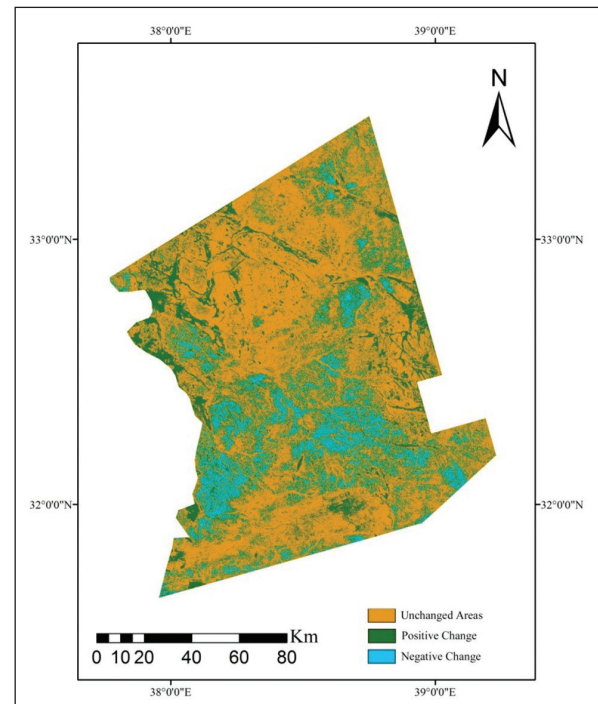 38°0'0"E 39°0'0"E
N
33°0'0"N 33°0'0"N
32°0'0"N 32°0'0"N
Km
0 10 20 40 60 80
Unchanged Areas
Positive Change
Negative Change
38°0'0"E 39°0'0"E